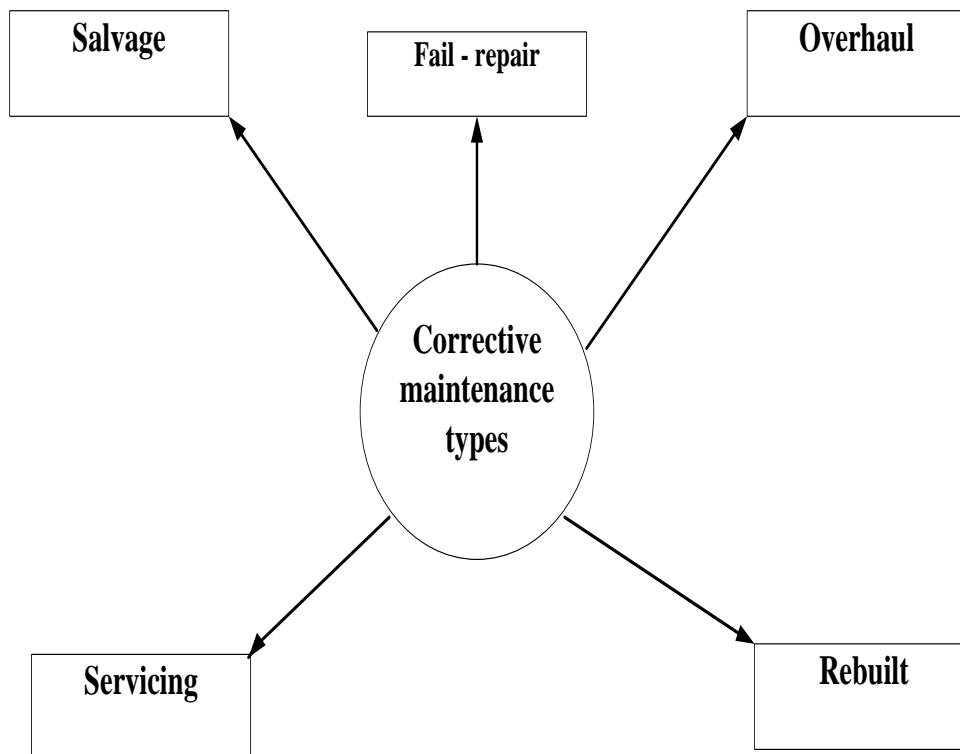 Salvage
Fail - repair
Overhaul
Corrective
maintenance
types
Servicing
Rebuilt